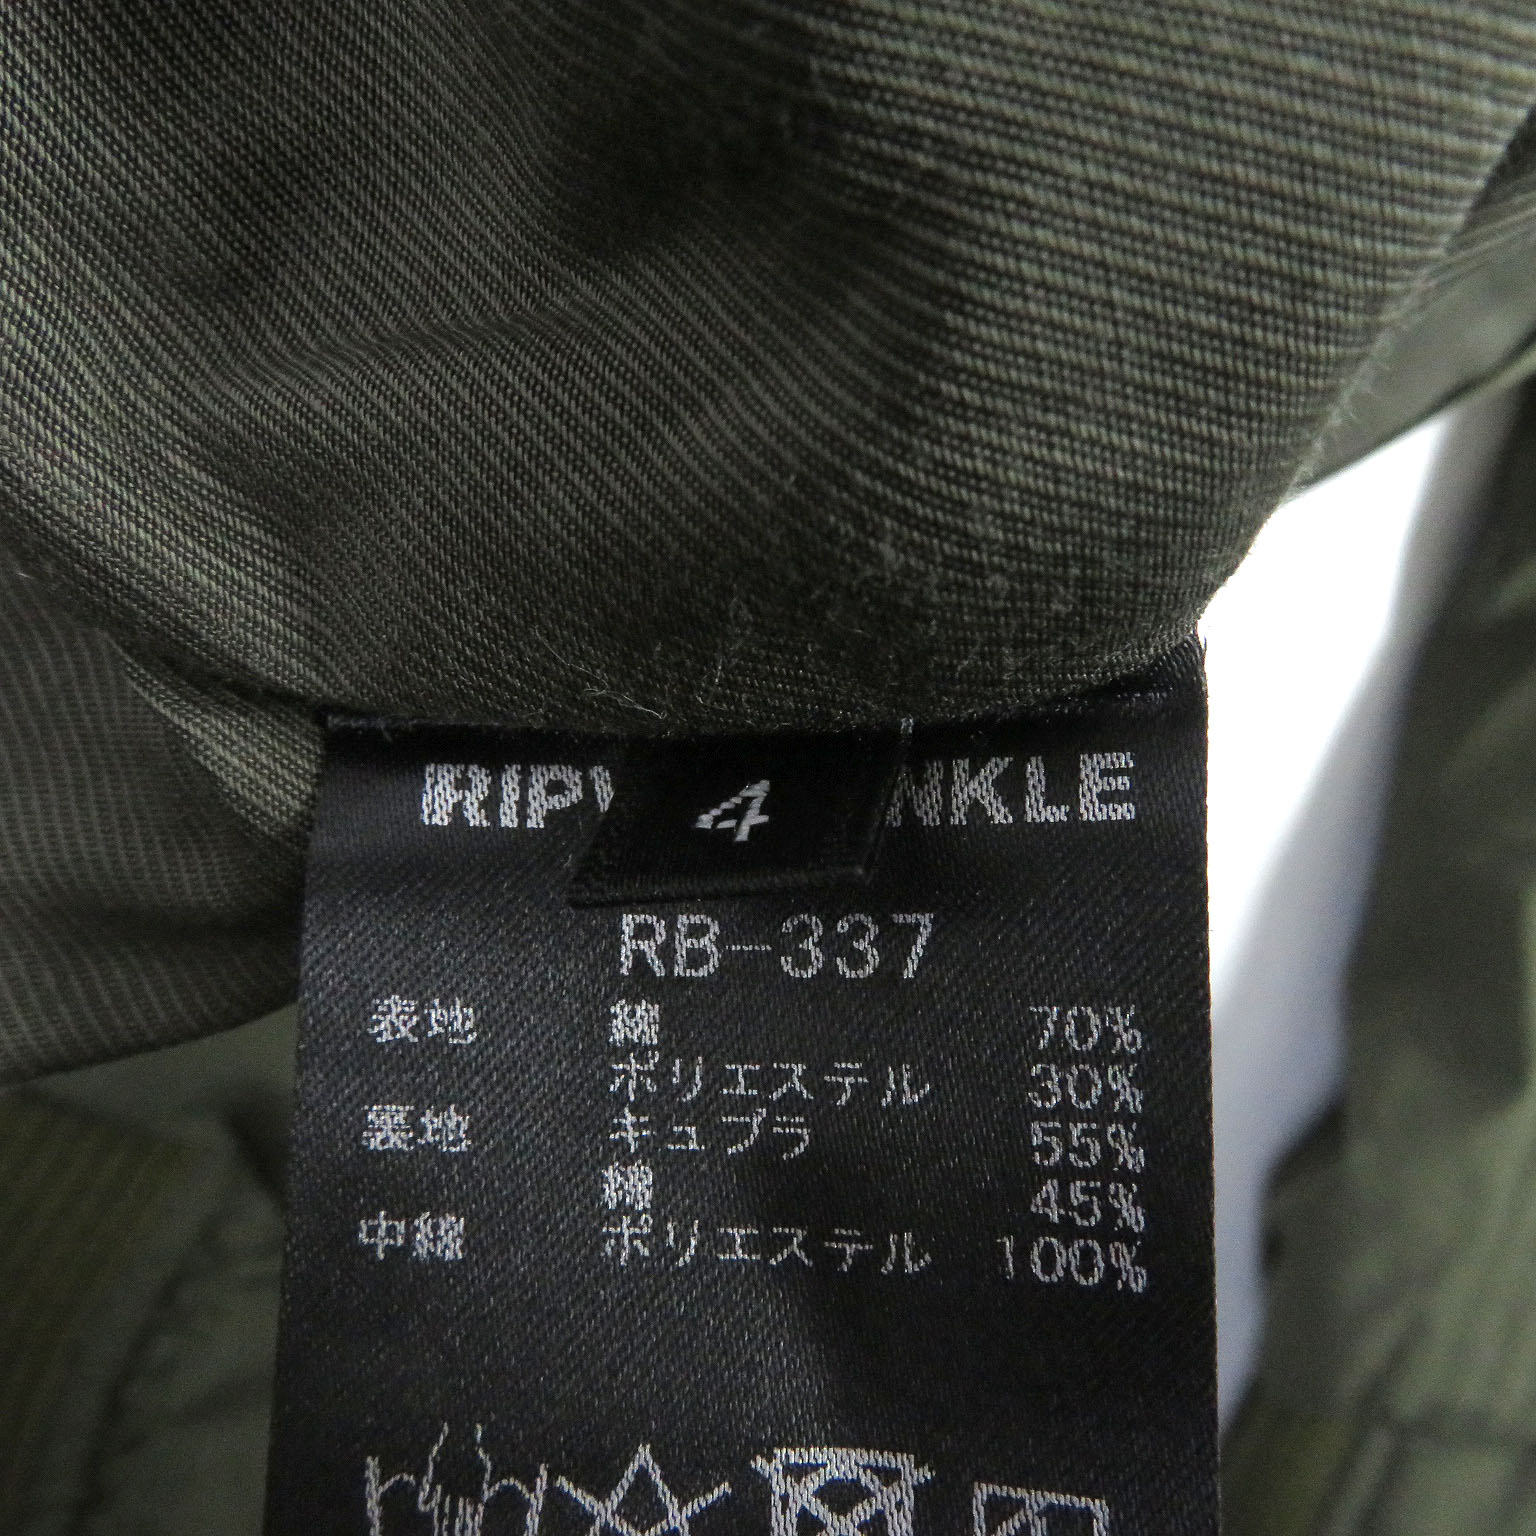 RIPV 4 NKLE
RB-337
表地 綿 70%
ポリエステル 30%
裏地 キュプラ 55%
綿 45%
中綿 ポリエステル 100%